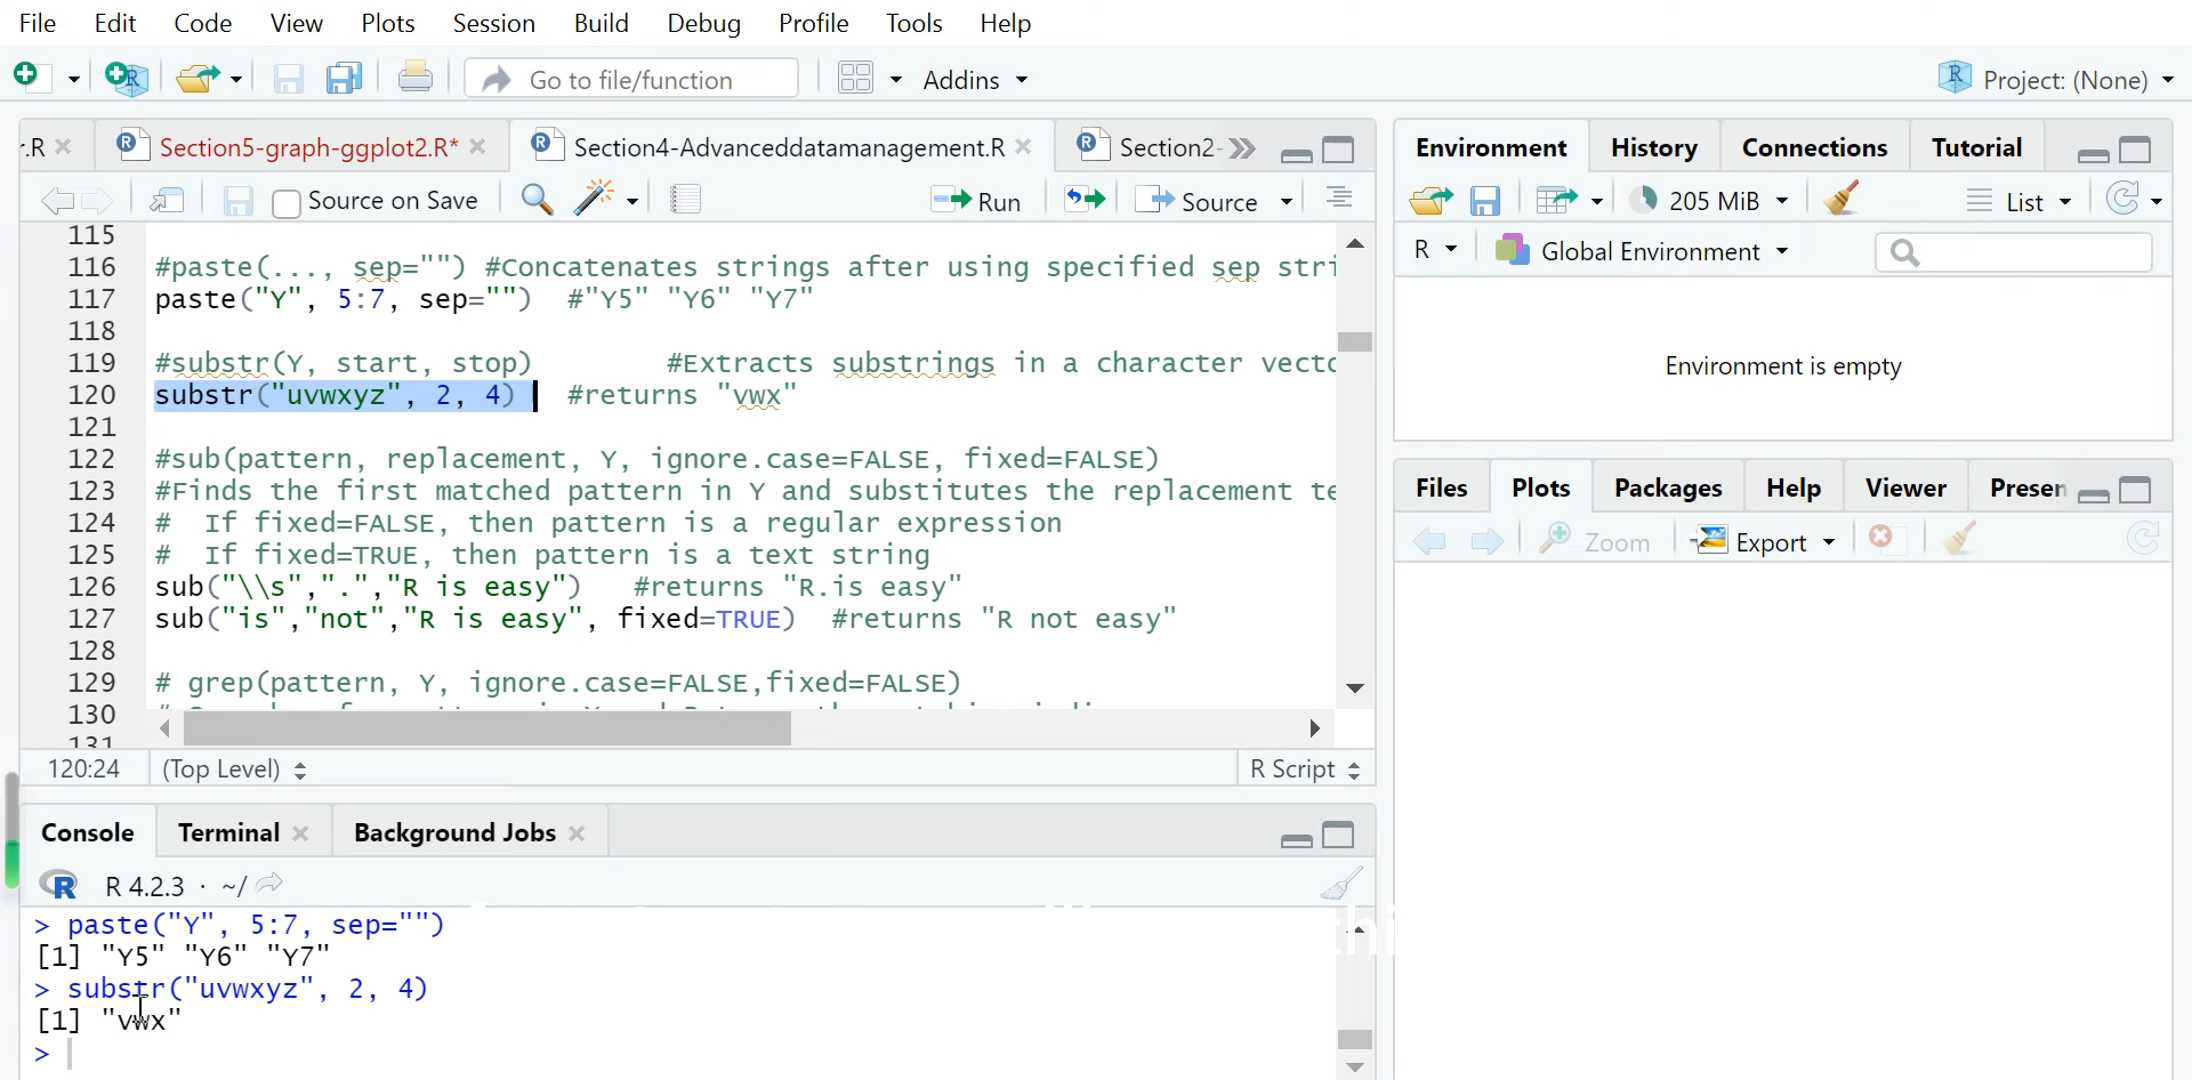 File Edit Code View Plots Session Build Debug Profile Tools Help
Go to file/function Addins Project: (None)
.R Section5-graph-ggplot2.R* Section4-Advanceddatamanagement.R Section2-
Source on Save Run Source
115
116 #paste(..., sep="") #Concatenates strings after using specified sep stri
117 paste("Y", 5:7, sep="") #"Y5" "Y6" "Y7"
118
119 #substr(Y, start, stop) #Extracts substrings in a character vect
120 substr("uvwxyz", 2, 4) #returns "vwx"
121
122 #sub(pattern, replacement, Y, ignore.case=FALSE, fixed=FALSE)
123 #Finds the first matched pattern in Y and substitutes the replacement te
124 # If fixed=FALSE, then pattern is a regular expression
125 # If fixed=TRUE, then pattern is a text string
126 sub("\\s",".","R is easy") #returns "R.is easy"
127 sub("is","not","R is easy", fixed=TRUE) #returns "R not easy"
128
129 # grep(pattern, Y, ignore.case=FALSE,fixed=FALSE)
130
131
120:24 (Top Level) R Script
Console Terminal Background Jobs
R 4.2.3 · ~/
> paste("Y", 5:7, sep="")
[1] "Y5" "Y6" "Y7"
> substr("uvwxyz", 2, 4)
[1] "vwx"
>
Environment History Connections Tutorial
205 MiB List
R Global Environment
Environment is empty
Files Plots Packages Help Viewer Presen
Zoom Export